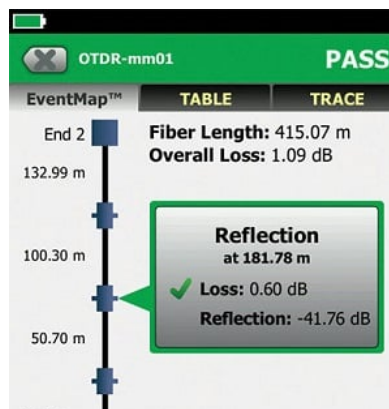 OTDR-mm01
PASS
EventMap™
TABLE
TRACE
End 2
Fiber Length: 415.07 m
Overall Loss: 1.09 dB
132.99 m
Reflection
at 181.78 m
100.30 m
Loss: 0.60 dB
Reflection: -41.76 dB
50.70 m